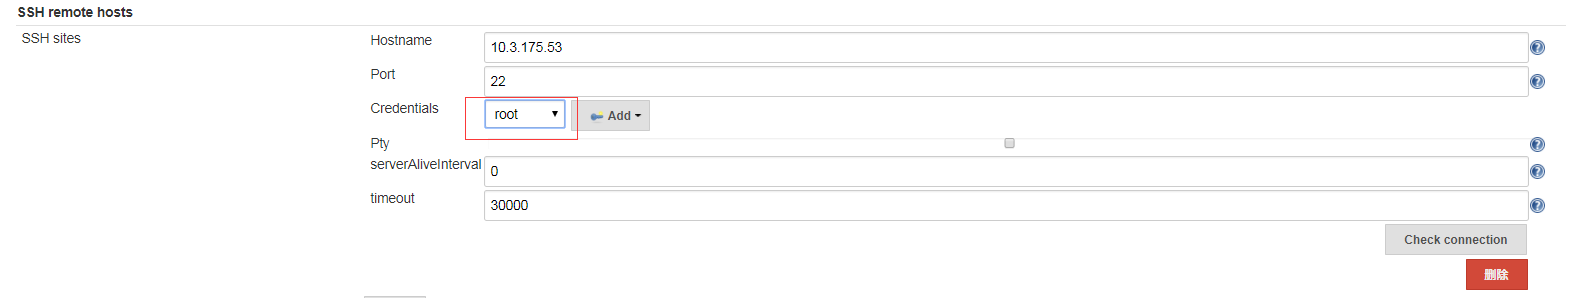 SSH remote hosts
SSH sites
Hostname
10.3.175.53
Port
22
Credentials
root
Add
Pty
serverAliveInterval
0
timeout
30000
Check connection
删除